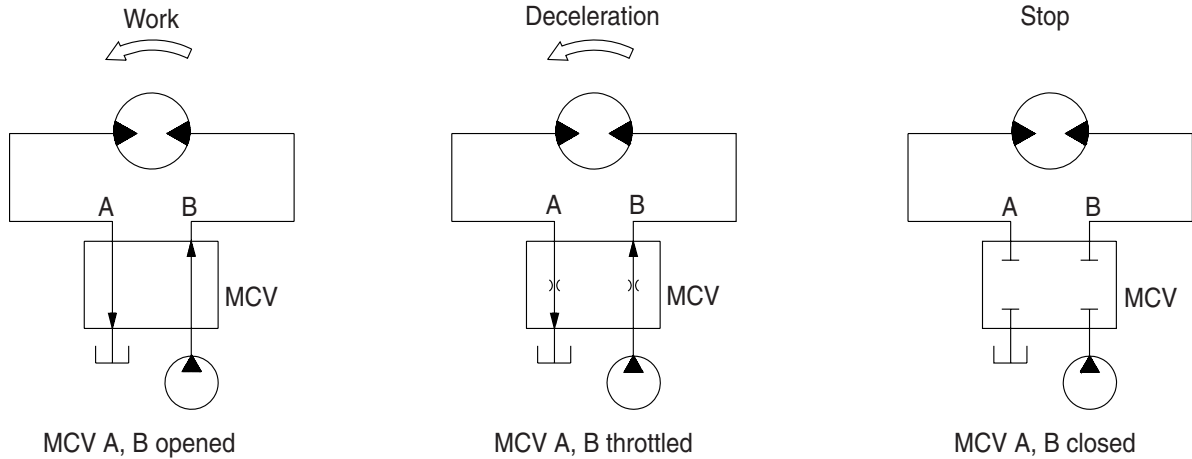 Work
Deceleration
Stop
A B
A B
A B
MCV
MCV
MCV
MCV A, B opened
MCV A, B throttled
MCV A, B closed